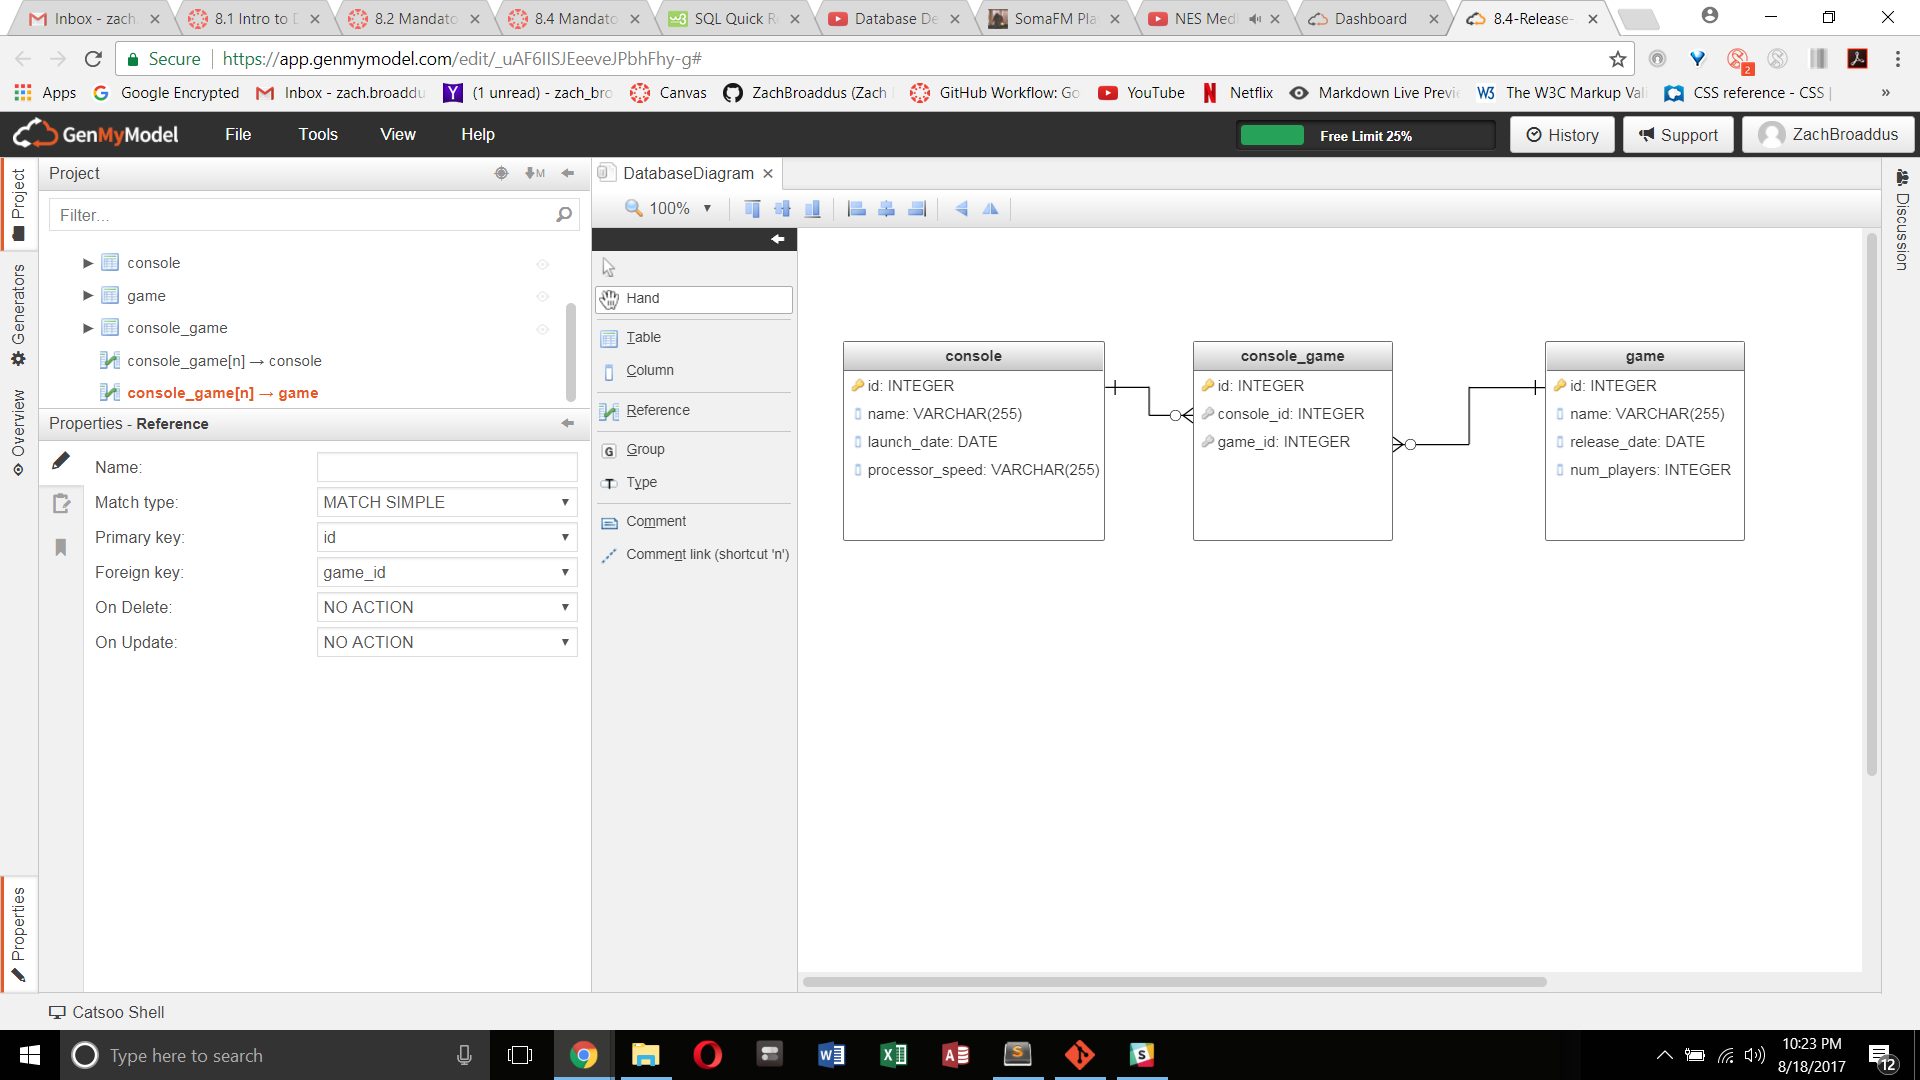 Inbox - zach.
8.1 Intro to D
8.2 Mandato
8.4 Mandato
SQL Quick R
Database De
SomaFM Pla
NES Med
Dashboard
8.4-Release-
Secure
https://app.genmymodel.com/edit/_uAF6IISJEeeveJPbhFhy-g#
2
Apps
Google Encrypted
Inbox - zach.broaddu
(1 unread) - zach_bro
Canvas
ZachBroaddus (Zach
GitHub Workflow: Go
YouTube
Netflix
Markdown Live Previe
W3
The W3C Markup Vali
CSS reference - CSS |
»
GenMyModel
File
Tools
View
Help
Free Limit 25%
History
Support
ZachBroaddus
Project
Generators
Overview
Properties
Project
M
Filter...
console
game
console_game
console_game[n] → console
console_game[n] → game
Properties - Reference
Name:
Match type:
MATCH SIMPLE
Primary key:
id
Foreign key:
game_id
On Delete:
NO ACTION
On Update:
NO ACTION
DatabaseDiagram
100%
Hand
Table
Column
Reference
G
Group
T
Type
Comment
Comment link (shortcut 'n')
console
id: INTEGER
name: VARCHAR(255)
launch_date: DATE
processor_speed: VARCHAR(255)
console_game
id: INTEGER
console_id: INTEGER
game_id: INTEGER
game
id: INTEGER
name: VARCHAR(255)
release_date: DATE
num_players: INTEGER
Discussion
Catsoo Shell
Type here to search
10:23 PM
8/18/2017
12